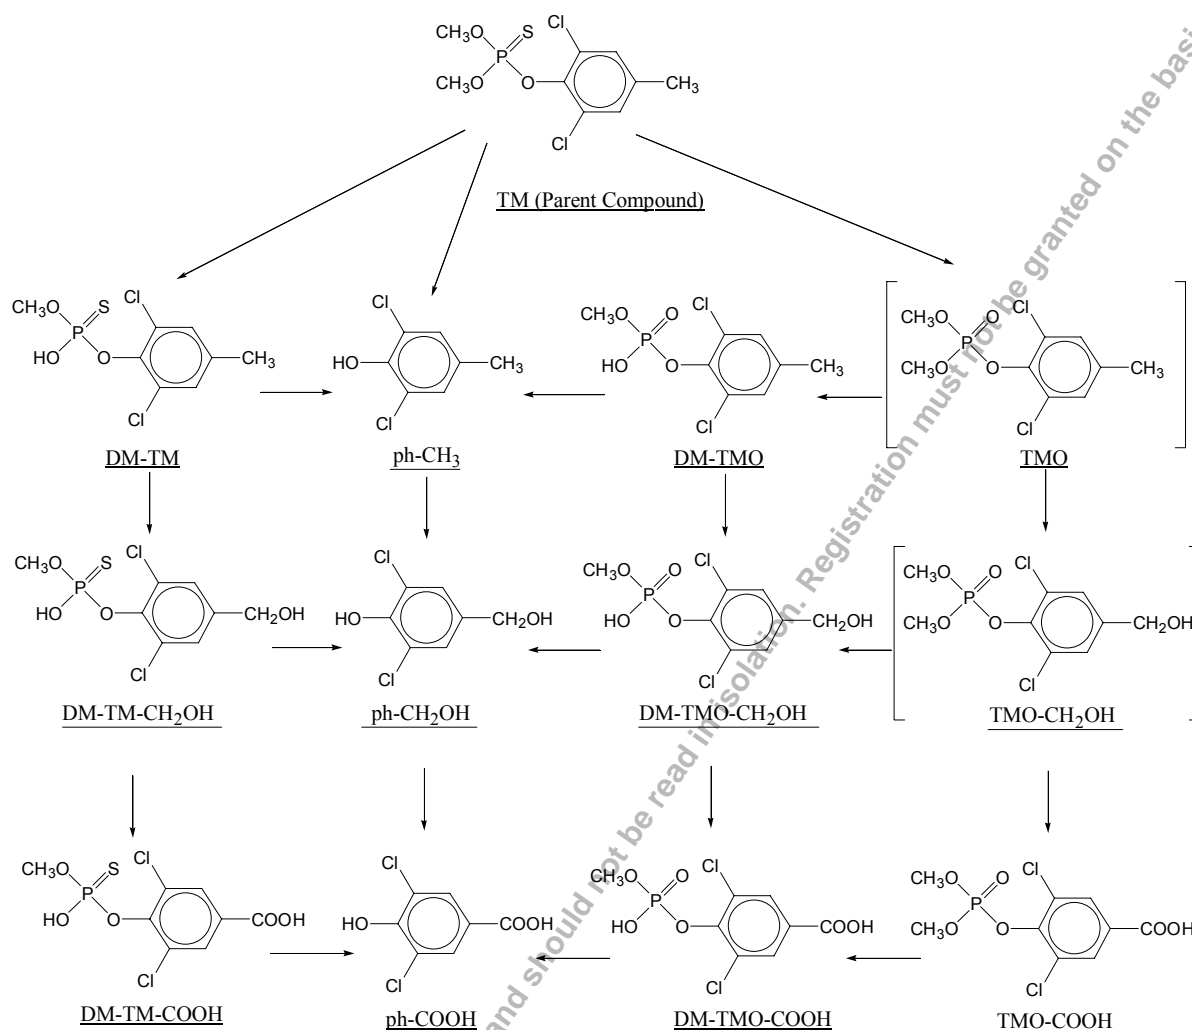 CH₃O S Cl
P
CH₃O O CH₃
Cl
TM (Parent Compound)
CH₃O S Cl
P
HO O CH₃
Cl
DM-TM
Cl
HO CH₃
Cl
ph-CH₃
CH₃O O Cl
P
HO O CH₃
Cl
DM-TMO
CH₃O O Cl
P
CH₃O O CH₃
Cl
TMO
CH₃O S Cl
P
HO O CH₂OH
Cl
DM-TM-CH₂OH
Cl
HO CH₂OH
Cl
ph-CH₂OH
CH₃O O Cl
P
HO O CH₂OH
Cl
DM-TMO-CH₂OH
CH₃O O Cl
P
CH₃O O CH₂OH
Cl
TMO-CH₂OH
CH₃O S Cl
P
HO O COOH
Cl
DM-TM-COOH
Cl
HO COOH
Cl
ph-COOH
CH₃O O Cl
P
HO O COOH
Cl
DM-TMO-COOH
CH₃O O Cl
P
CH₃O O COOH
Cl
TMO-COOH
and should not be read inisolation. Registration must not be granted on the basi